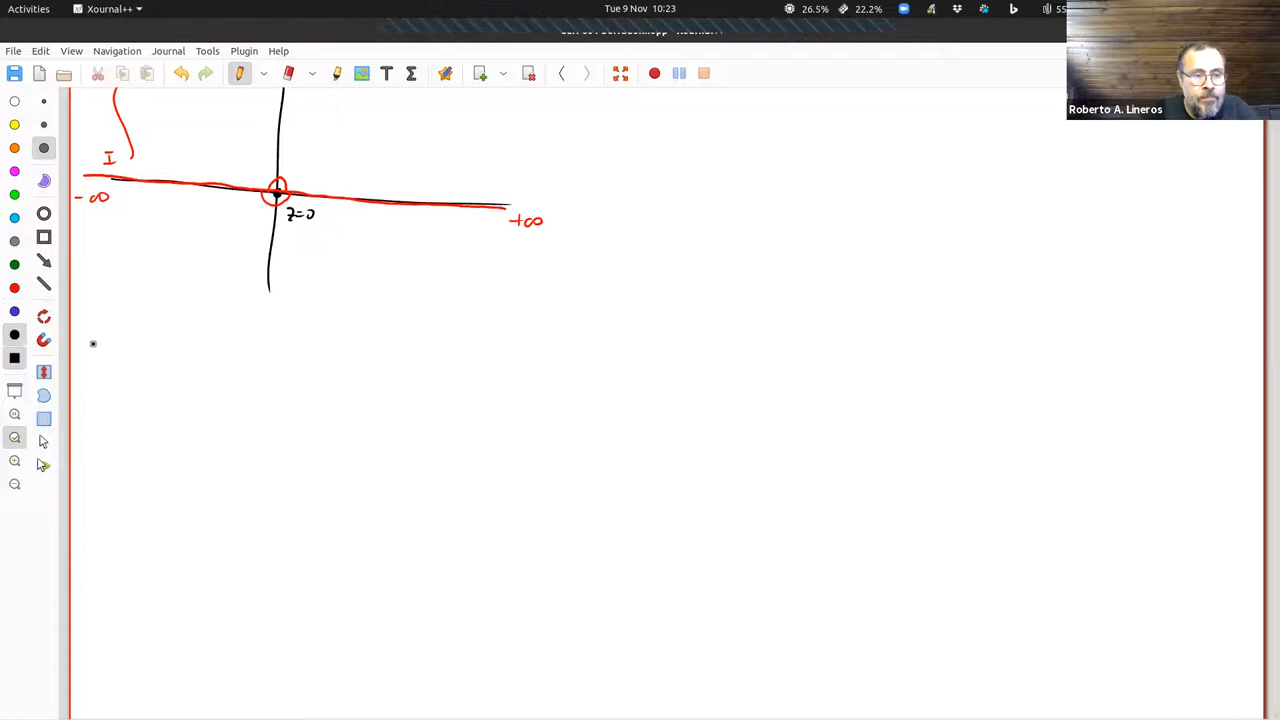 Activities
Xournal++
Tue 9 Nov 10:23
26.5%
22.2%
File Edit View Navigation Journal Tools Plugin Help
Roberto A. Lineros
I
- ∞
z=0
+∞